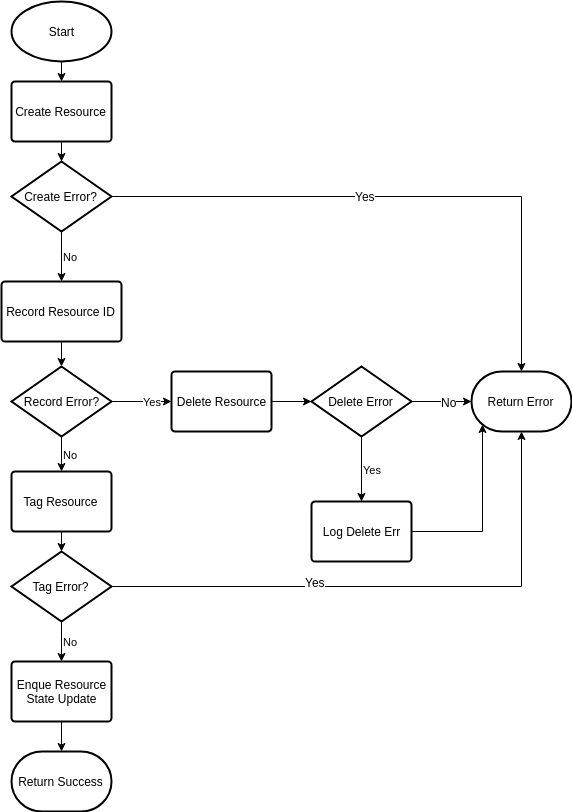 Start
Create Resource
Create Error?
Yes
No
Record Resource ID
Record Error?
Yes
Delete Resource
Delete Error
No
Return Error
No
Yes
Tag Resource
Log Delete Err
Tag Error?
Yes
No
Enque Resource
State Update
Return Success